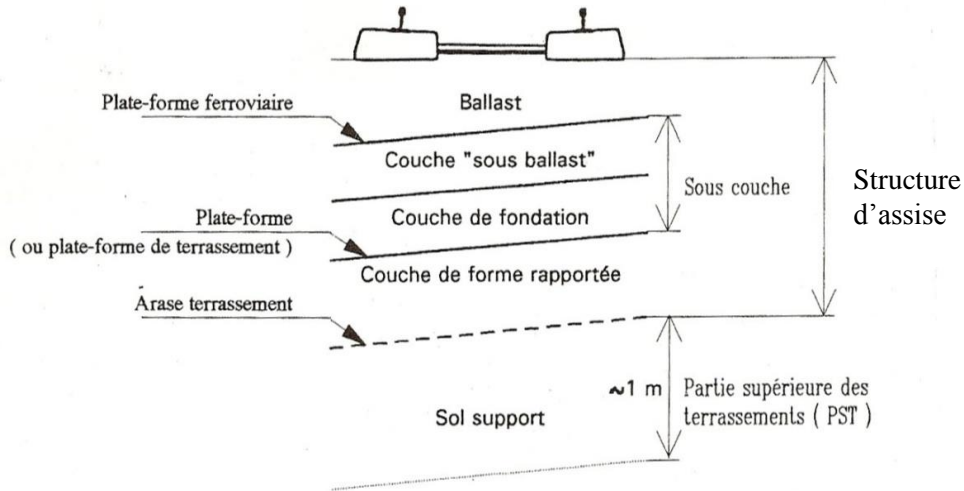 Ballast
Plate-forme ferroviaire
Couche "sous ballast"
Sous couche
Structure
d'assise
Couche de fondation
Plate-forme
( ou plate-forme de terrassement )
Couche de forme rapportée
Arase terrassement
~1 m
Partie supérieure des
terrassements ( PST )
Sol support